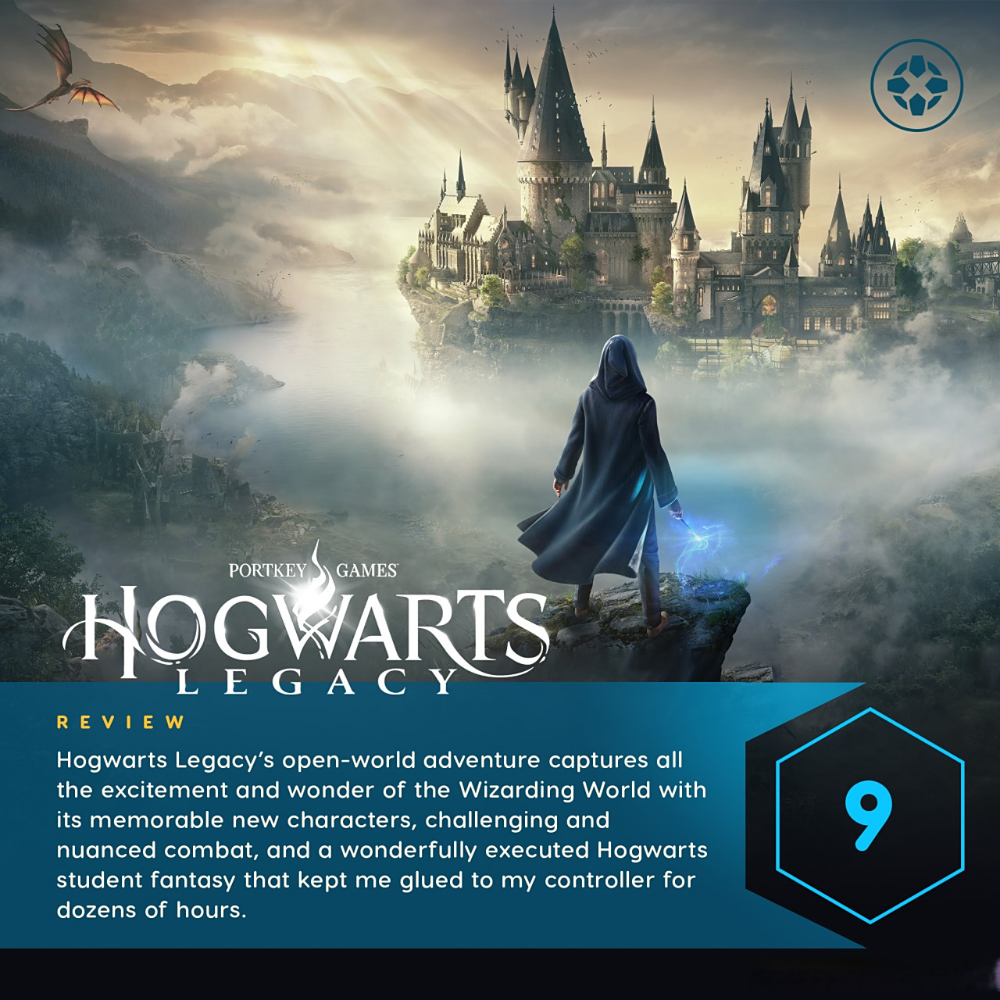 PORTKEY GAMES
HOGWARTS
LEGACY
REVIEW
Hogwarts Legacy’s open-world adventure captures all
the excitement and wonder of the Wizarding World with
its memorable new characters, challenging and
nuanced combat, and a wonderfully executed Hogwarts
student fantasy that kept me glued to my controller for
dozens of hours.
9